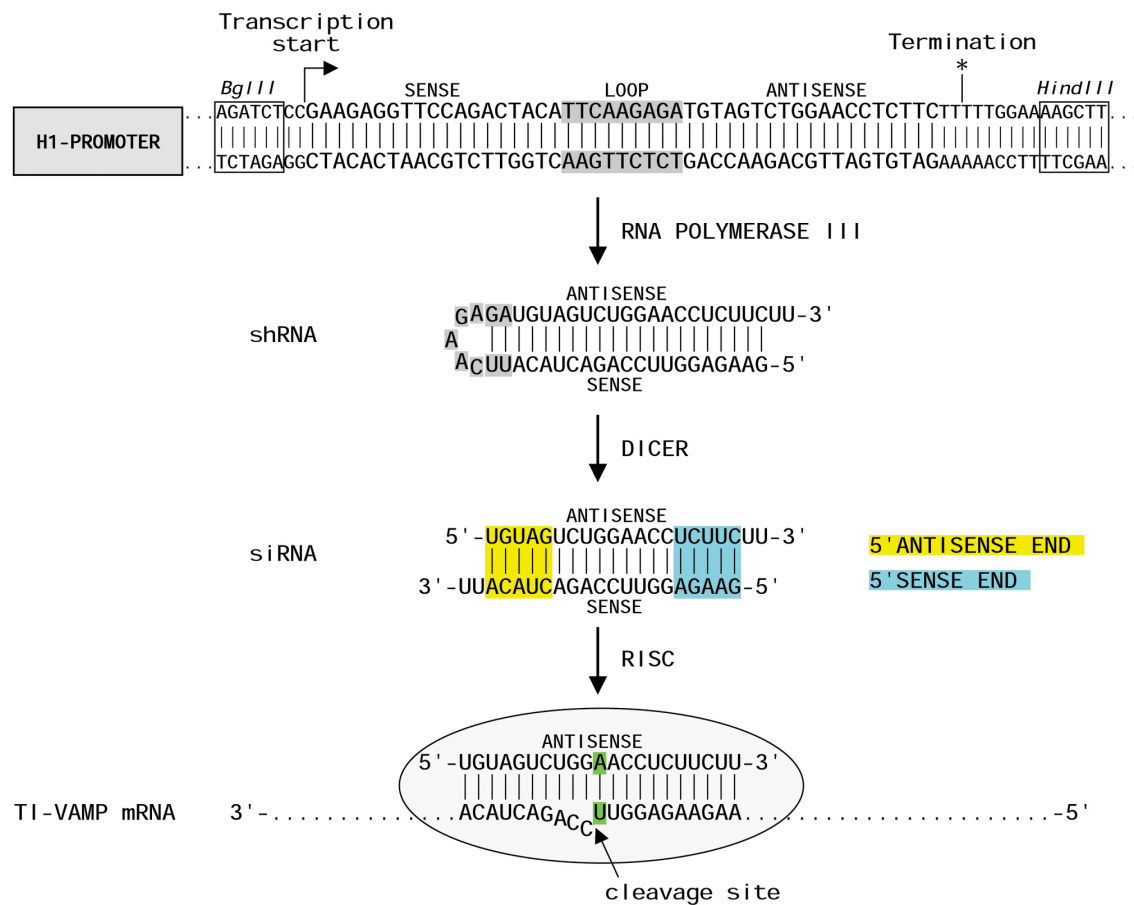 Transcription
start
Termination
*
BglII
SENSE
LOOP
ANTISENSE
HindIII
...AGATCTCCGAAGAGGTTCCAGACTACATTCAAGAGATGTAGTCTGGAACCTCTTCTTTTTGGAAAAGCTT...
H1-PROMOTER
...TCTAGAGGCTACACTAACGTCTTGGTCAAGTTCTCTGACCAAGACGTTAGTGTAGAAAAACCTTTTCGAA...
RNA POLYMERASE III
ANTISENSE
GAGAUGUAGUCUGGAACCUCUUCUU-3'
shRNA
A
ACUUACAUCAGACCUUGGAGAAG-5'
SENSE
DICER
ANTISENSE
5'-UGUAGUCUGGAACCUCUUCUU-3'
siRNA
5'ANTISENSE END
3'-UUACAUCAGACCUUGGAGAAG-5'
5'SENSE END
SENSE
RISC
ANTISENSE
5'-UGUAGUCUGGAACCUCUUCUU-3'
TI-VAMP mRNA 3'-...............ACAUCAGACCUUGGAGAAGAA.......................-5'
cleavage site